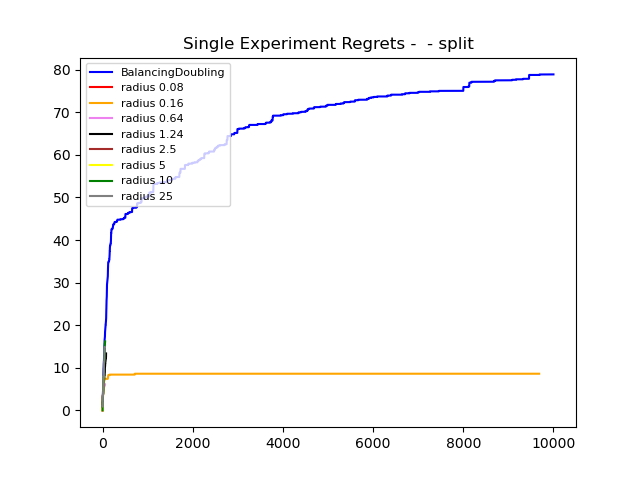 Single Experiment Regrets -  - split
80
70
60
50
40
30
20
10
0
BalancingDoubling
radius 0.08
radius 0.16
radius 0.64
radius 1.24
radius 2.5
radius 5
radius 10
radius 25
0
2000
4000
6000
8000
10000